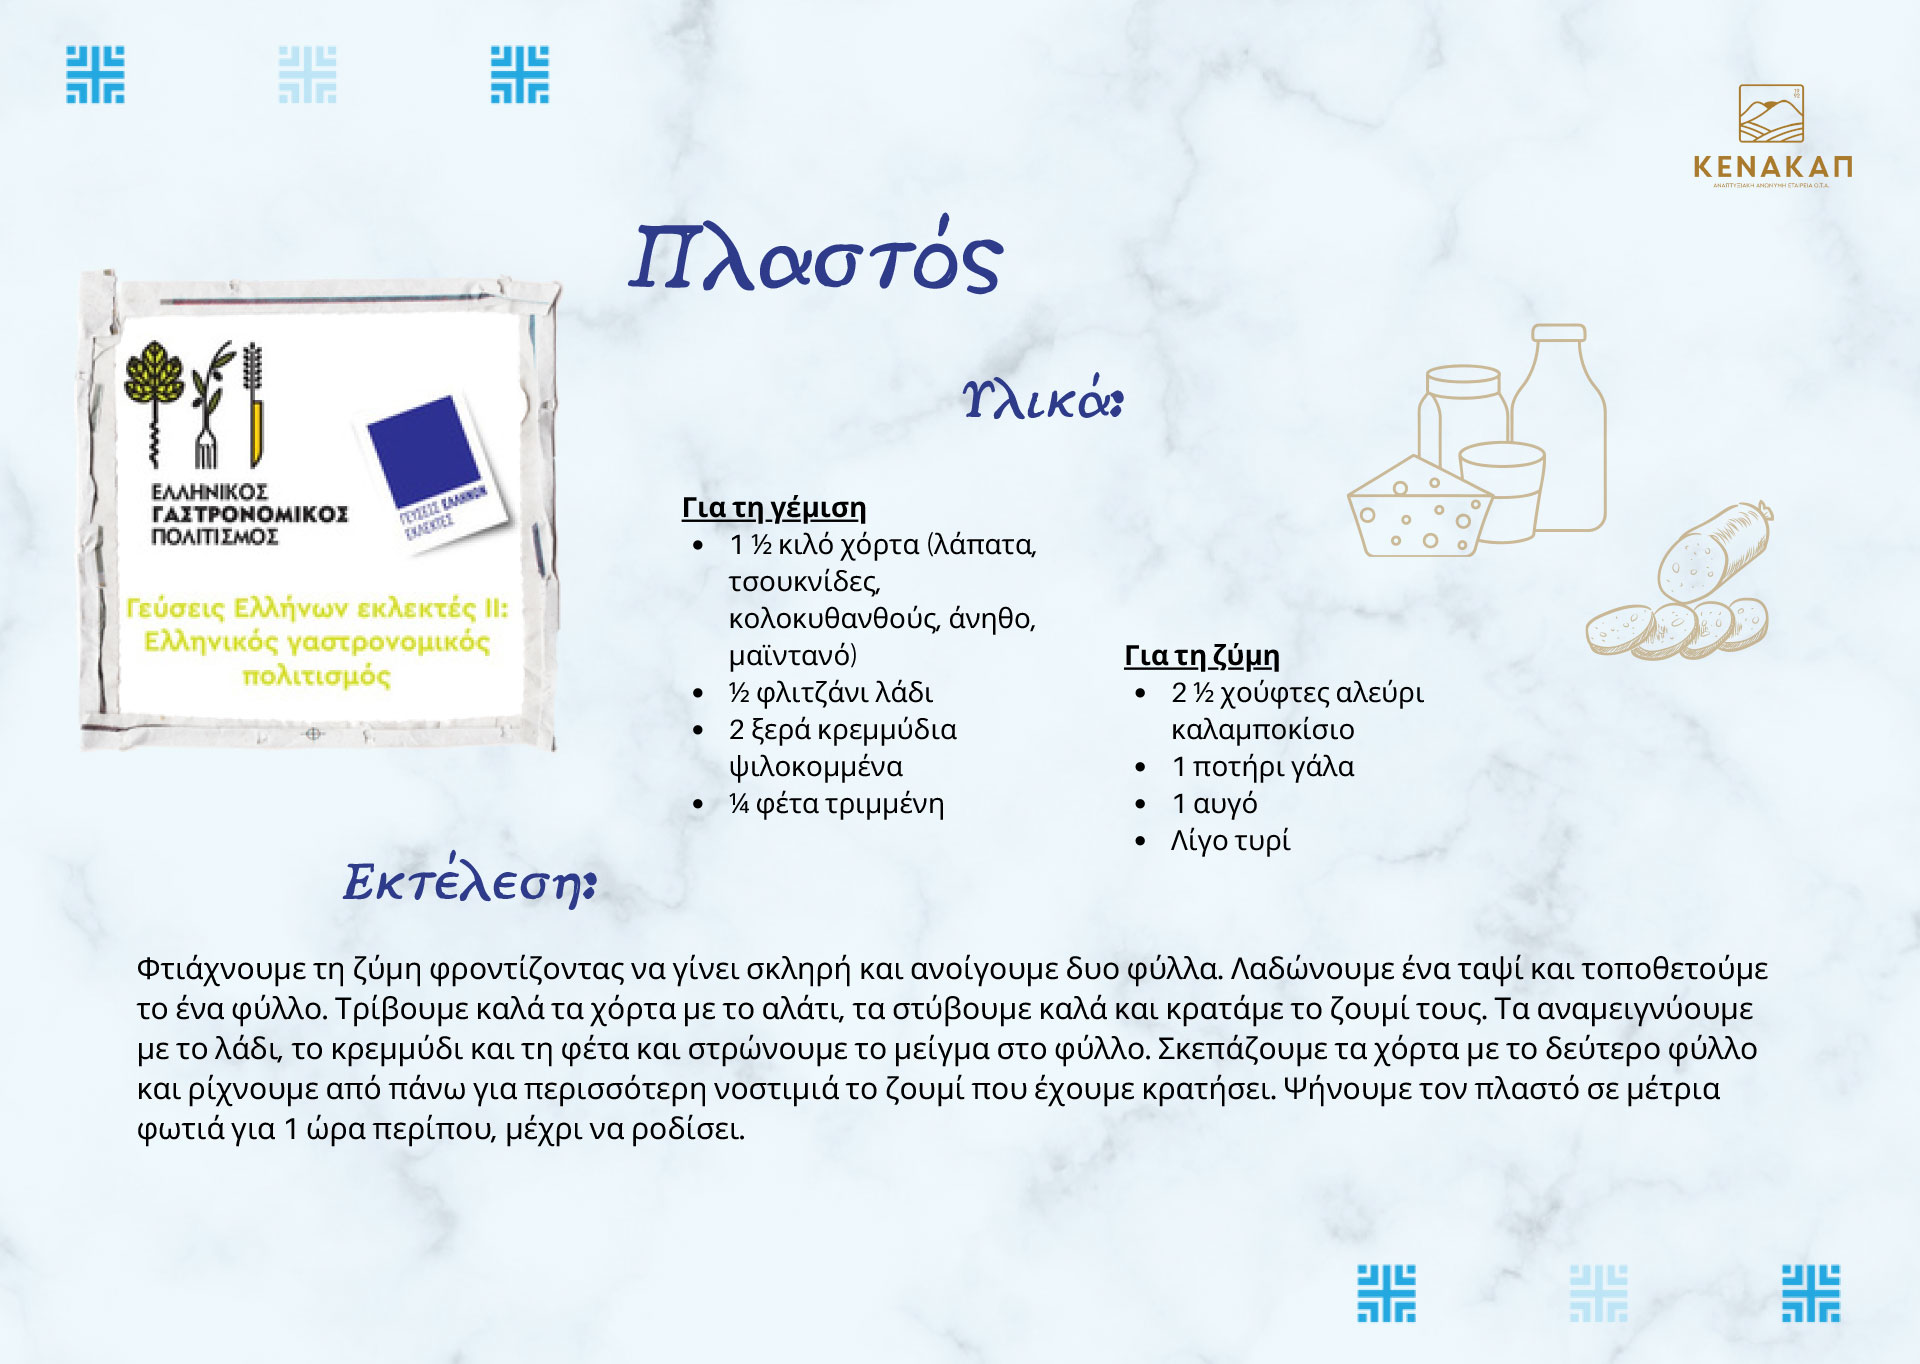 ΚΕΝΑΚΑΠ
ΑΝΑΠΤΥΞΙΑΚΗ ΑΝΩΝΥΜΗ ΕΤΑΙΡΕΙΑ Ο.Τ.Α.
Πλαστός
ΕΛΛΗΝΙΚΟΣ
ΓΑΣΤΡΟΝΟΜΙΚΟΣ
ΠΟΛΙΤΙΣΜΟΣ
ΓΕΥΣΕΙΣ ΕΛΛΗΝΩΝ
ΕΚΛΕΚΤΕΣ
Γεύσεις Ελλήνων εκλεκτές II:
Ελληνικός γαστρονομικός
πολιτισμός
Υλικά:
Για τη γέμιση
• 1 ½ κιλό χόρτα (λάπατα,
τσουκνίδες,
κολοκυθανθούς, άνηθο,
μαϊντανό)
• ½ φλιτζάνι λάδι
• 2 ξερά κρεμμύδια
ψιλοκομμένα
• ¼ φέτα τριμμένη
Για τη ζύμη
• 2 ½ χούφτες αλεύρι
καλαμποκίσιο
• 1 ποτήρι γάλα
• 1 αυγό
• Λίγο τυρί
Εκτέλεση:
Φτιάχνουμε τη ζύμη φροντίζοντας να γίνει σκληρή και ανοίγουμε δυο φύλλα. Λαδώνουμε ένα ταψί και τοποθετούμε
το ένα φύλλο. Τρίβουμε καλά τα χόρτα με το αλάτι, τα στύβουμε καλά και κρατάμε το ζουμί τους. Τα αναμειγνύουμε
με το λάδι, το κρεμμύδι και τη φέτα και στρώνουμε το μείγμα στο φύλλο. Σκεπάζουμε τα χόρτα με το δεύτερο φύλλο
και ρίχνουμε από πάνω για περισσότερη νοστιμιά το ζουμί που έχουμε κρατήσει. Ψήνουμε τον πλαστό σε μέτρια
φωτιά για 1 ώρα περίπου, μέχρι να ροδίσει.